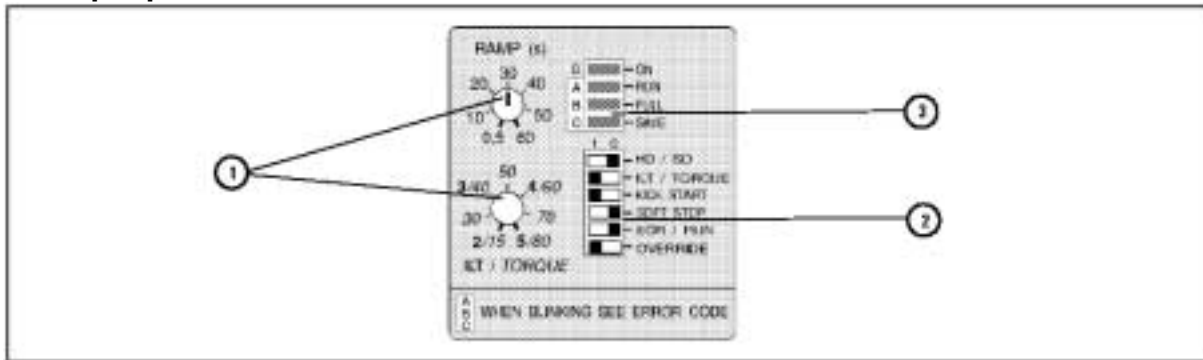 RAMP (s)
30
20 40
10 50
0,5 60
D ON
A RUN
B FULL
C SAVE
1 0
HD / SD
ILT / TORQUE
KICK START
SOFT STOP
EOR / RUN
OVERRIDE
50
3/40 4/60
30 70
2/15 5/80
ILT / TORQUE
A
B
C
WHEN BLINKING SEE ERROR CODE
1
2
3